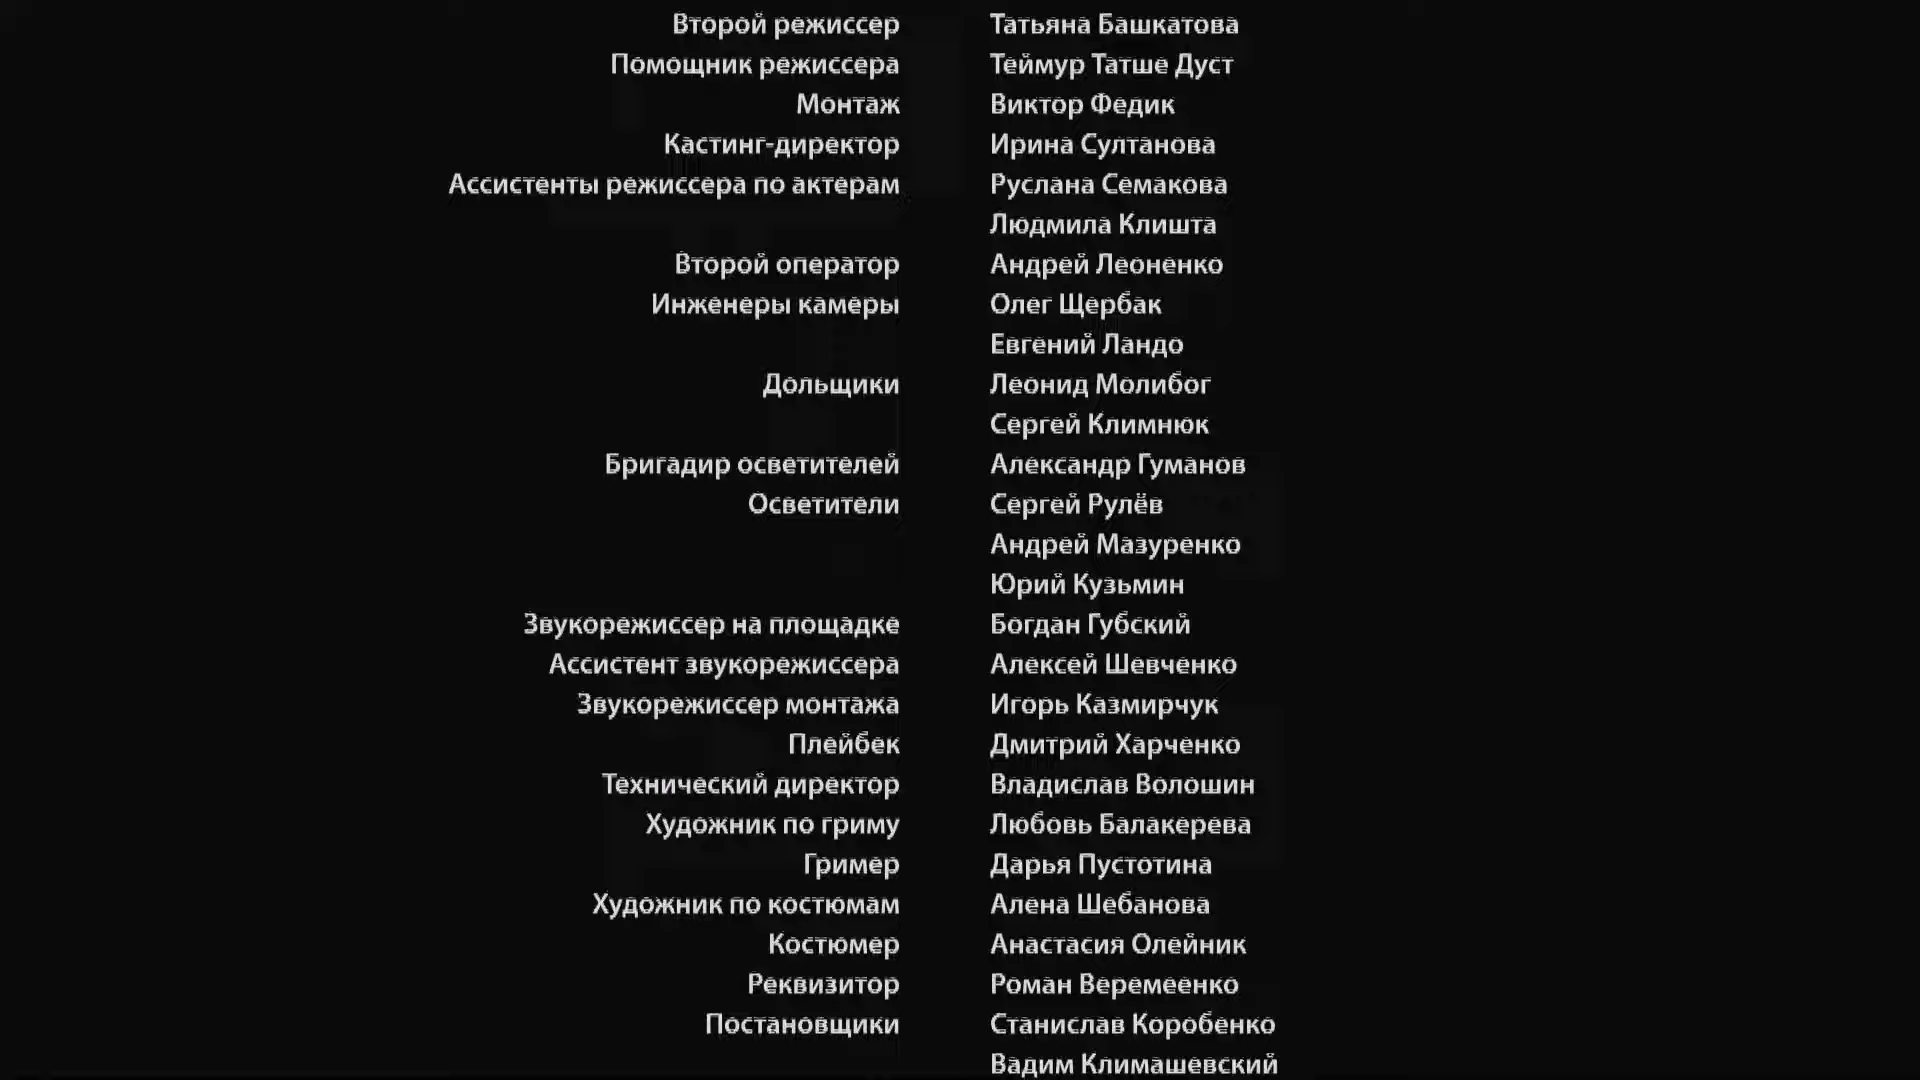 Второй режиссер Татьяна Башкатова
Помощник режиссера Теймур Татше Дуст
Монтаж Виктор Федик
Кастинг-директор Ирина Султанова
Ассистенты режиссера по актерам Руслана Семакова
Людмила Клишта
Второй оператор Андрей Леоненко
Инженеры камеры Олег Щербак
Евгений Ландо
Дольщики Леонид Молибог
Сергей Климнюк
Бригадир осветителей Александр Гуманов
Осветители Сергей Рулёв
Андрей Мазуренко
Юрий Кузьмин
Звукорежиссер на площадке Богдан Губский
Ассистент звукорежиссера Алексей Шевченко
Звукорежиссер монтажа Игорь Казмирчук
Плейбек Дмитрий Харченко
Технический директор Владислав Волошин
Художник по гриму Любовь Балакерева
Гример Дарья Пустотина
Художник по костюмам Алена Шебанова
Костюмер Анастасия Олейник
Реквизитор Роман Веремеенко
Постановщики Станислав Коробенко
Вадим Климашевский